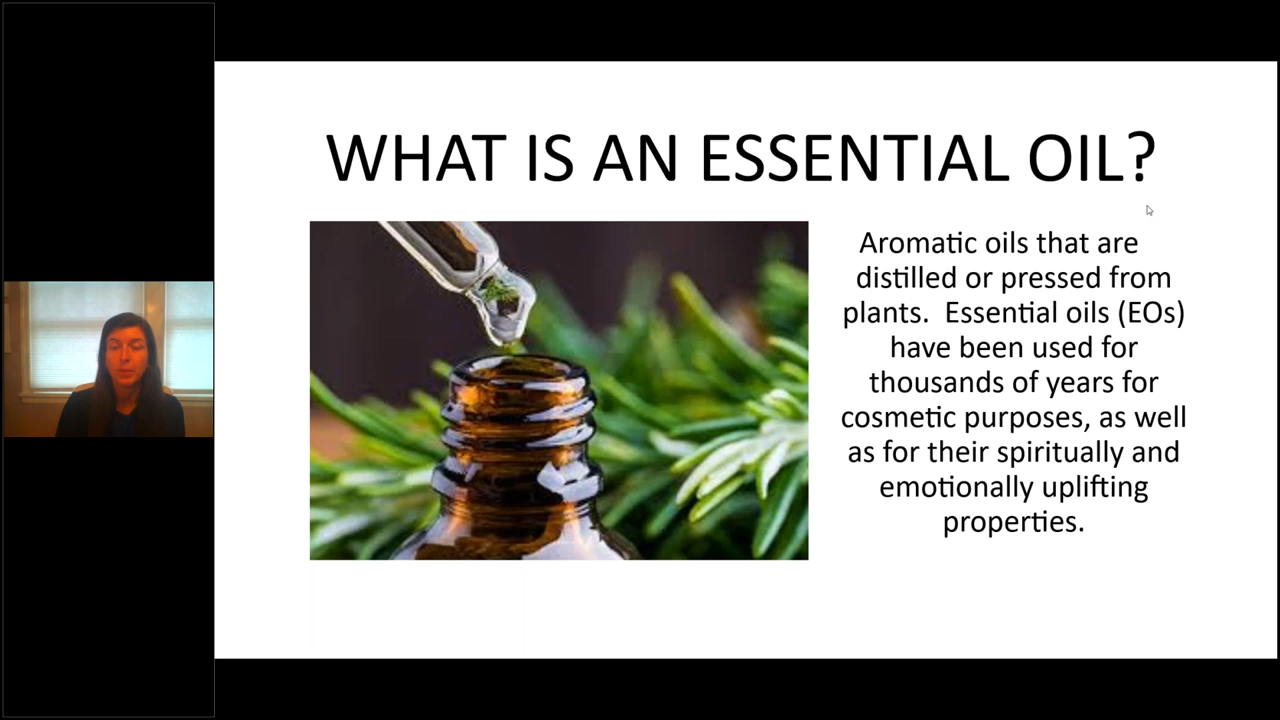 WHAT IS AN ESSENTIAL OIL?
Aromatic oils that are
distilled or pressed from
plants.  Essential oils (EOs)
have been used for
thousands of years for
cosmetic purposes, as well
as for their spiritually and
emotionally uplifting
properties.